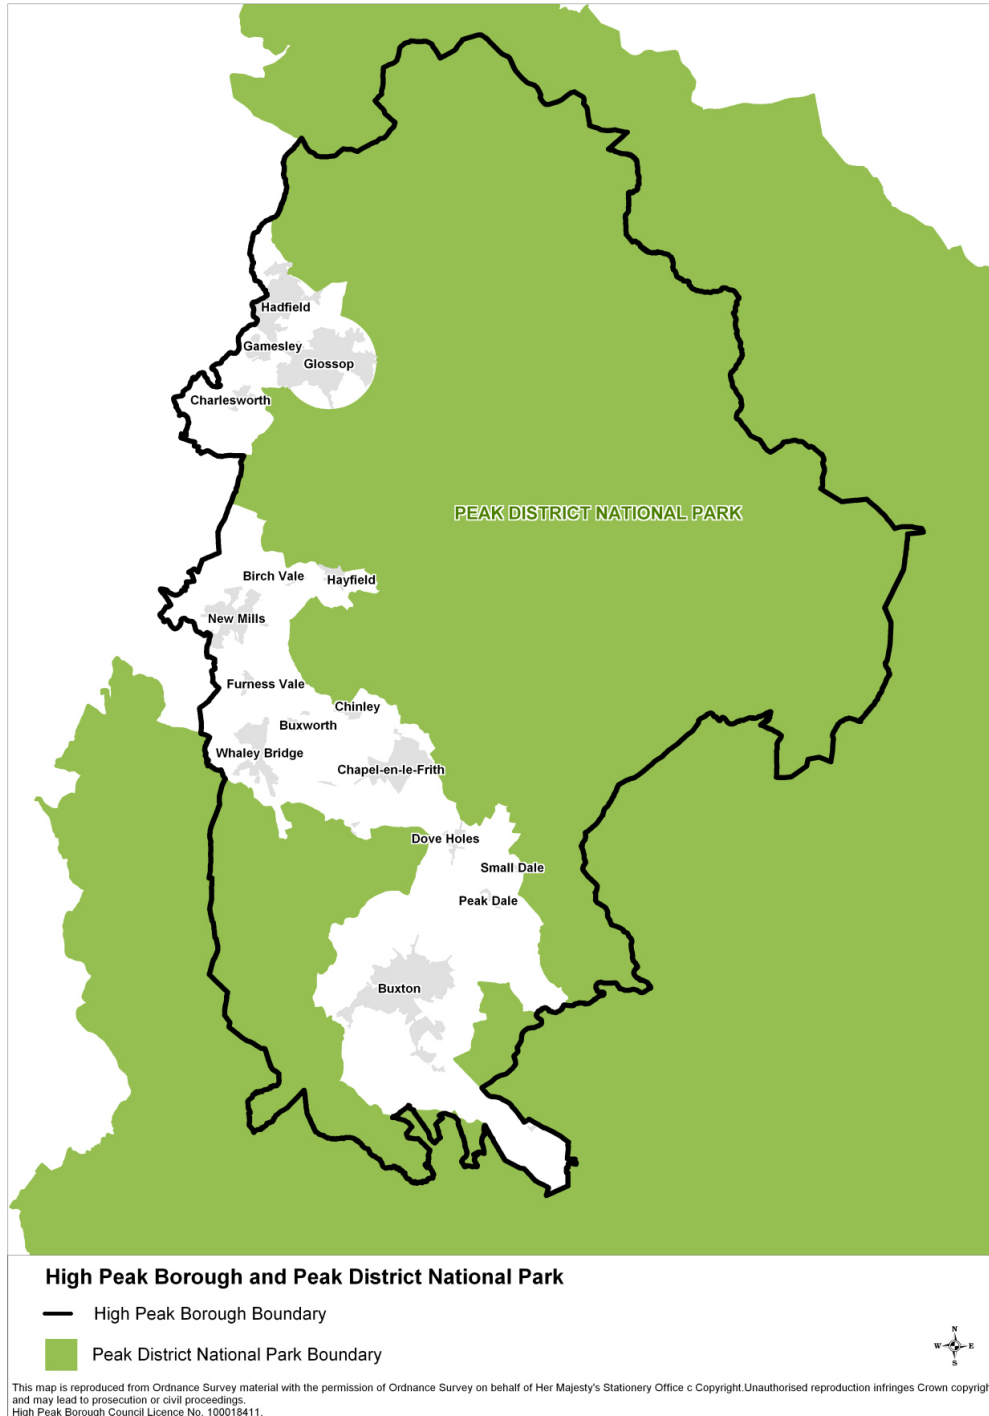 Hadfield
Gamesley
Glossop
Charlesworth
PEAK DISTRICT NATIONAL PARK
Birch Vale
Hayfield
New Mills
Furness Vale
Chinley
Buxworth
Whaley Bridge
Chapel-en-le-Frith
Dove Holes
Small Dale
Peak Dale
Buxton
High Peak Borough and Peak District National Park
High Peak Borough Boundary
Peak District National Park Boundary
N
W E
S
This map is reproduced from Ordnance Survey material with the permission of Ordnance Survey on behalf of Her Majesty's Stationery Office c Copyright.Unauthorised reproduction infringes Crown copyrigh
and may lead to prosecution or civil proceedings.
High Peak Borough Council Licence No. 100018411.